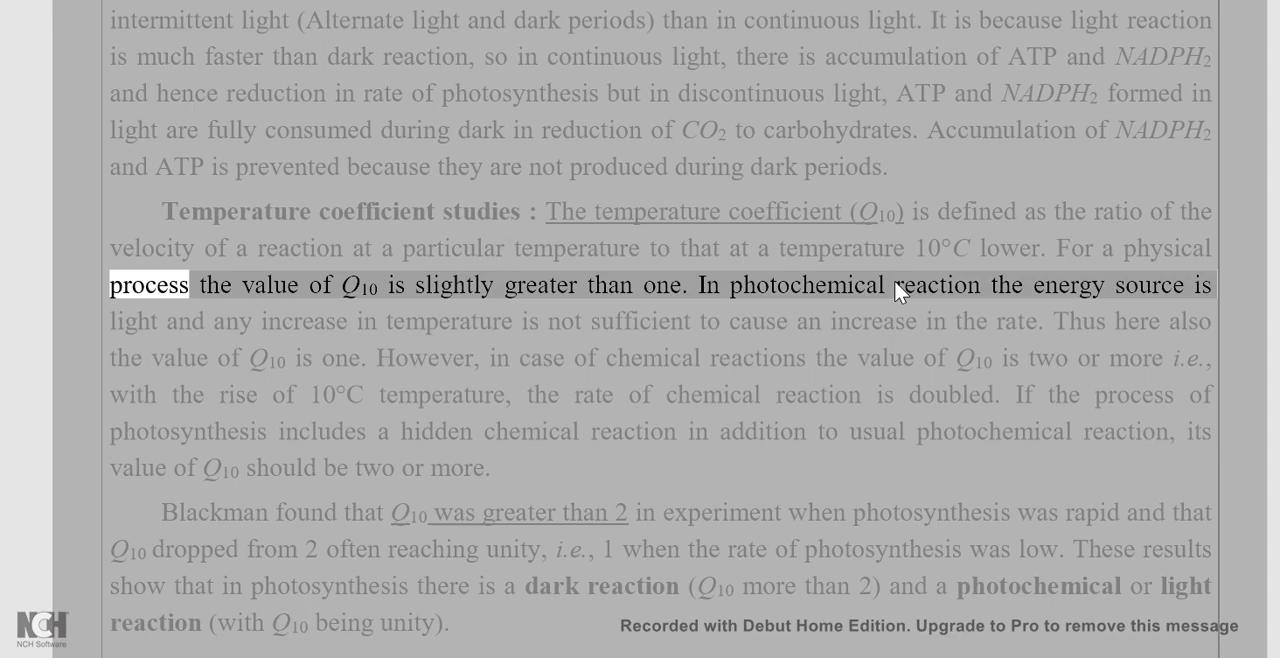 intermittent light (Alternate light and dark periods) than in continuous light. It is because light reaction
is much faster than dark reaction, so in continuous light, there is accumulation of ATP and NADPH₂
and hence reduction in rate of photosynthesis but in discontinuous light, ATP and NADPH₂ formed in
light are fully consumed during dark in reduction of CO₂ to carbohydrates. Accumulation of NADPH₂
and ATP is prevented because they are not produced during dark periods.
Temperature coefficient studies : The temperature coefficient (Q₁₀) is defined as the ratio of the
velocity of a reaction at a particular temperature to that at a temperature 10°C lower. For a physical
process the value of Q₁₀ is slightly greater than one. In photochemical reaction the energy source is
light and any increase in temperature is not sufficient to cause an increase in the rate. Thus here also
the value of Q₁₀ is one. However, in case of chemical reactions the value of Q₁₀ is two or more i.e.,
with the rise of 10°C temperature, the rate of chemical reaction is doubled. If the process of
photosynthesis includes a hidden chemical reaction in addition to usual photochemical reaction, its
value of Q₁₀ should be two or more.
Blackman found that Q₁₀ was greater than 2 in experiment when photosynthesis was rapid and that
Q₁₀ dropped from 2 often reaching unity, i.e., 1 when the rate of photosynthesis was low. These results
show that in photosynthesis there is a dark reaction (Q₁₀ more than 2) and a photochemical or light
reaction (with Q₁₀ being unity).
NCH
NCH Software
Recorded with Debut Home Edition. Upgrade to Pro to remove this message